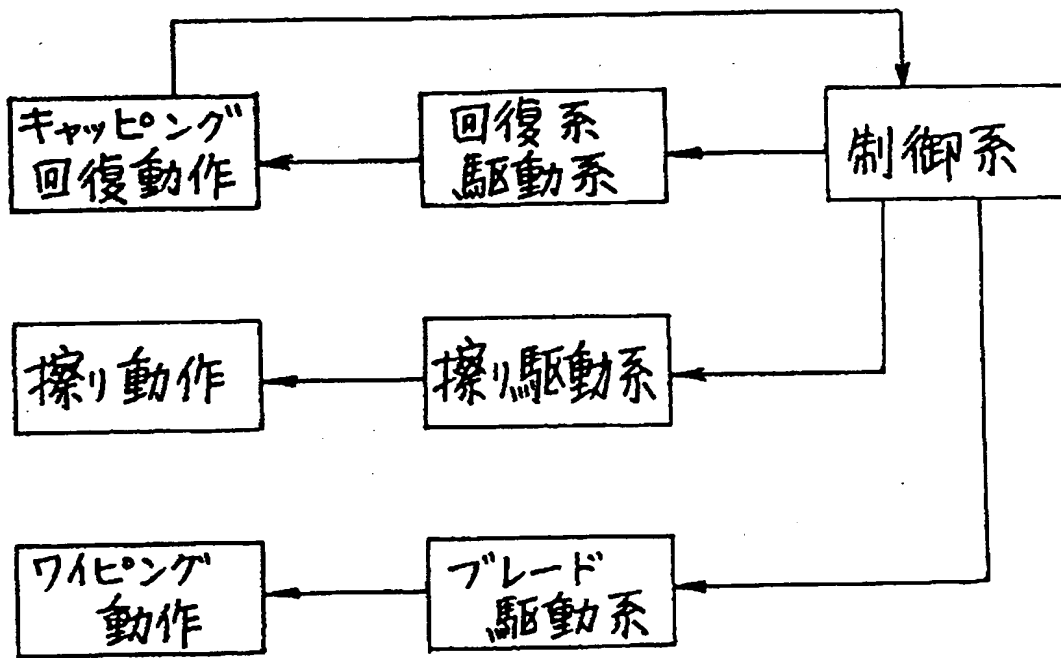 キャッピング
回復動作
回復系
駆動系
制御系
擦り動作
擦り駆動系
ワイピング
動作
ブレード
駆動系